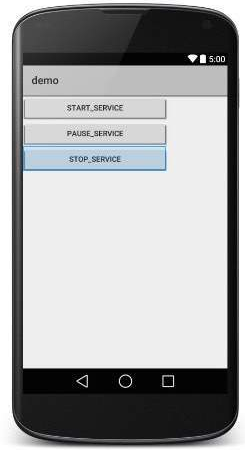 5:00
demo
START_SERVICE
PAUSE_SERVICE
STOP_SERVICE